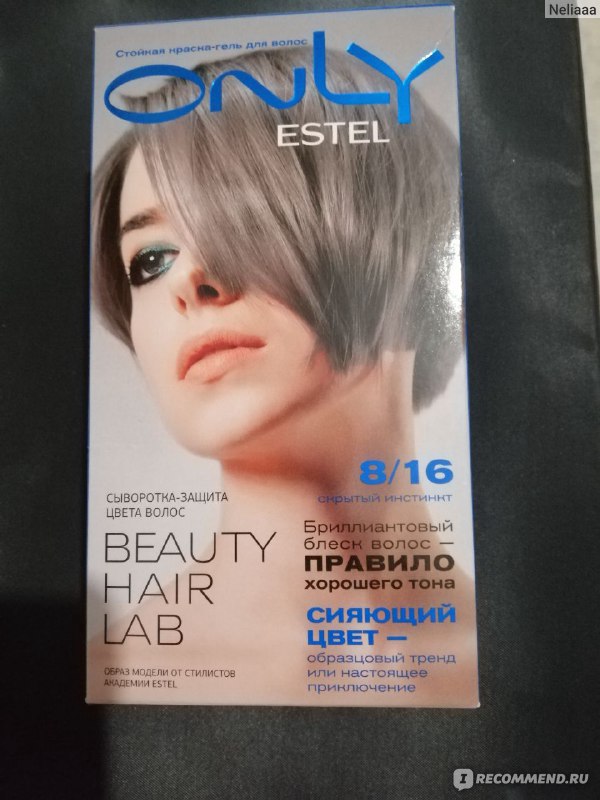 Neliaaa
Стойкая краска-гель для волос
ONLY
ESTEL
8/16
скрытый инстинкт
СЫВОРОТКА-ЗАЩИТА
ЦВЕТА ВОЛОС
BEAUTY
HAIR
LAB
Бриллиантовый
блеск волос —
ПРАВИЛО
хорошего тона
СИЯЮЩИЙ
ЦВЕТ —
образцовый тренд
или настоящее
приключение
ОБРАЗ МОДЕЛИ ОТ СТИЛИСТОВ
АКАДЕМИИ ESTEL
I RECOMMEND.RU